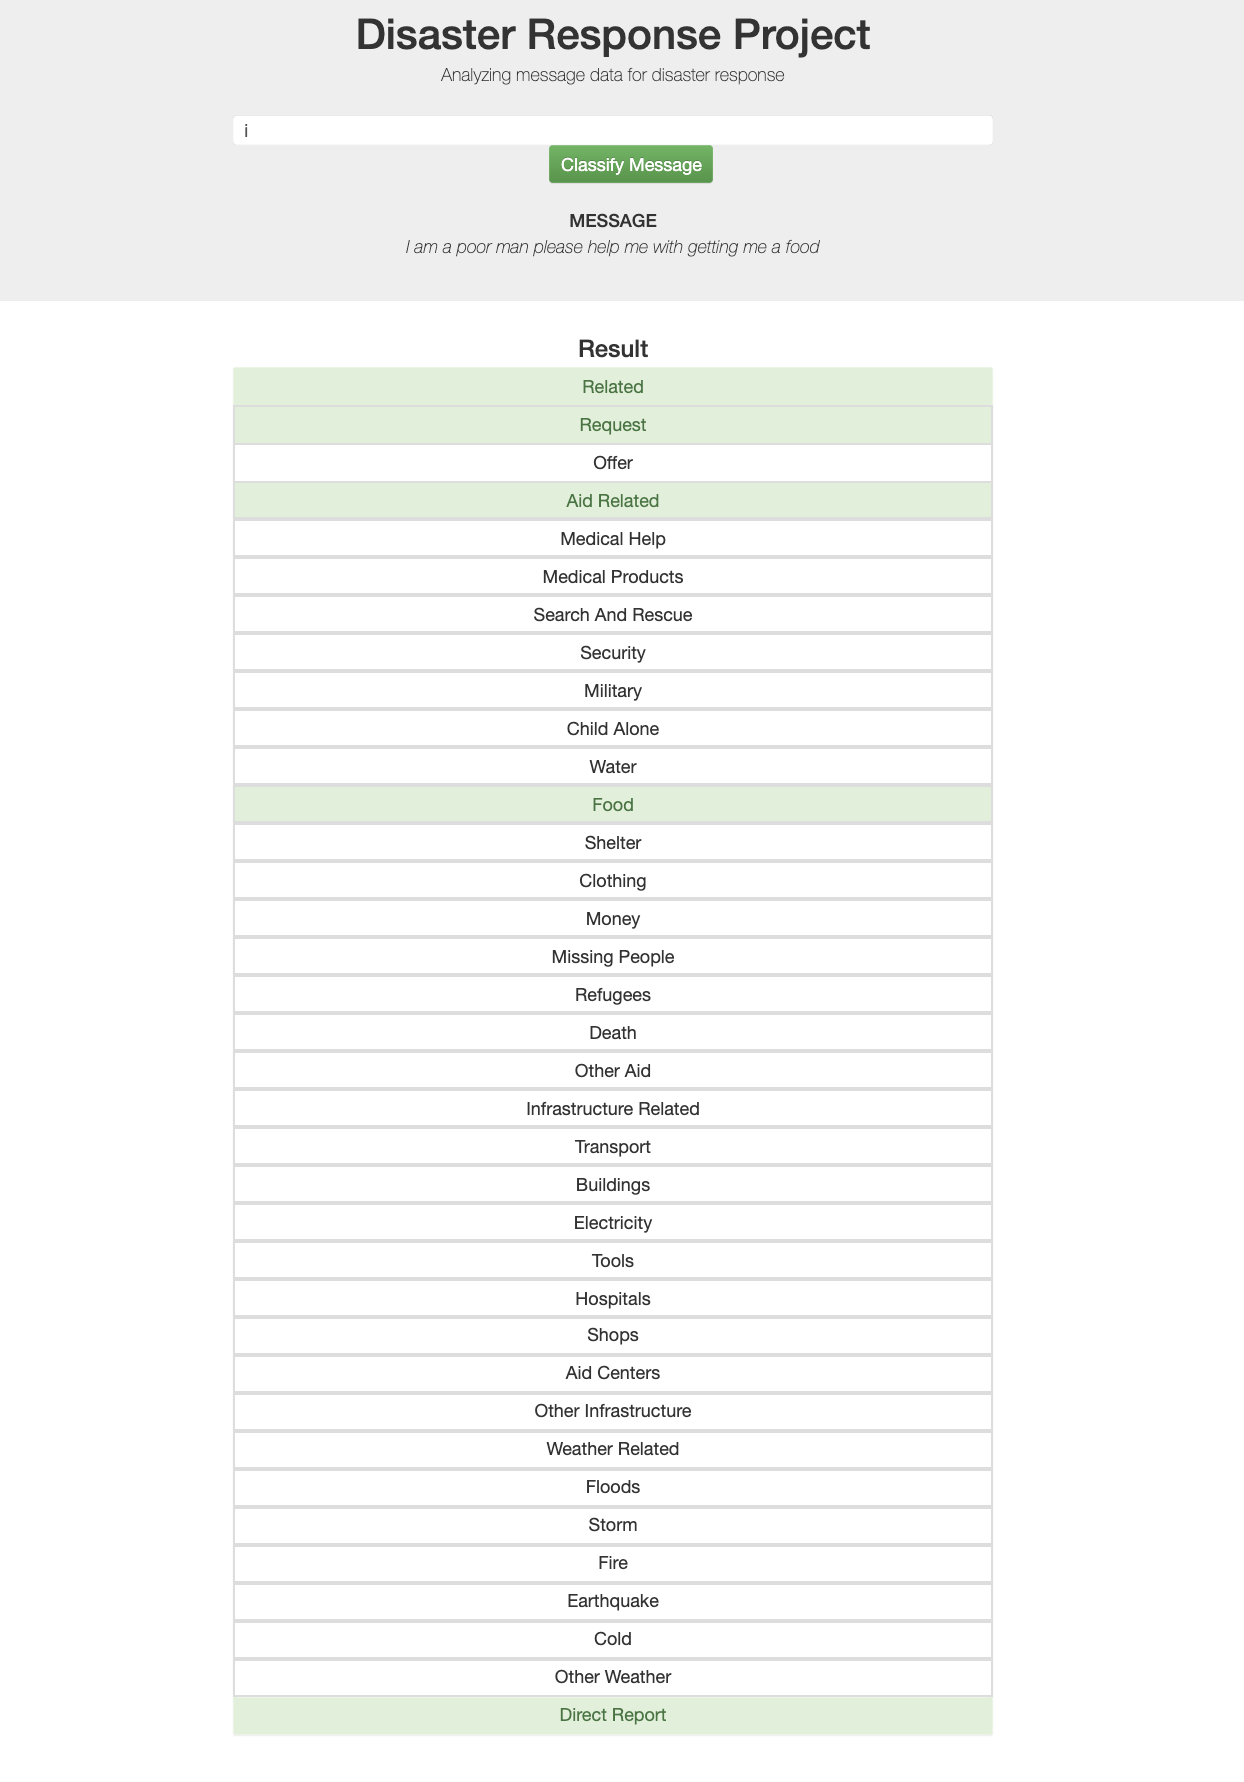 Disaster Response Project
Analyzing message data for disaster response
i
Classify Message
MESSAGE
I am a poor man please help me with getting me a food
Result
Related
Request
Offer
Aid Related
Medical Help
Medical Products
Search And Rescue
Security
Military
Child Alone
Water
Food
Shelter
Clothing
Money
Missing People
Refugees
Death
Other Aid
Infrastructure Related
Transport
Buildings
Electricity
Tools
Hospitals
Shops
Aid Centers
Other Infrastructure
Weather Related
Floods
Storm
Fire
Earthquake
Cold
Other Weather
Direct Report